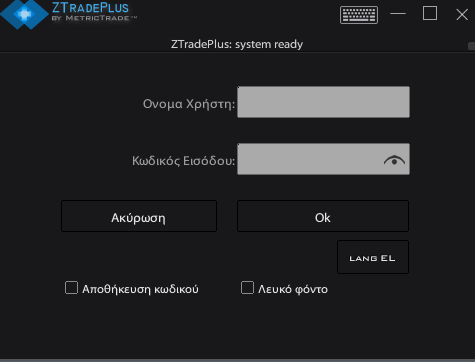 ZTradePlus
by MetricTrade™
ZTradePlus: system ready
Ονομα Χρήστη:
Κωδικός Εισόδου:
Ακύρωση
Ok
LANG EL
Αποθήκευση κωδικού
Λευκό φόντο